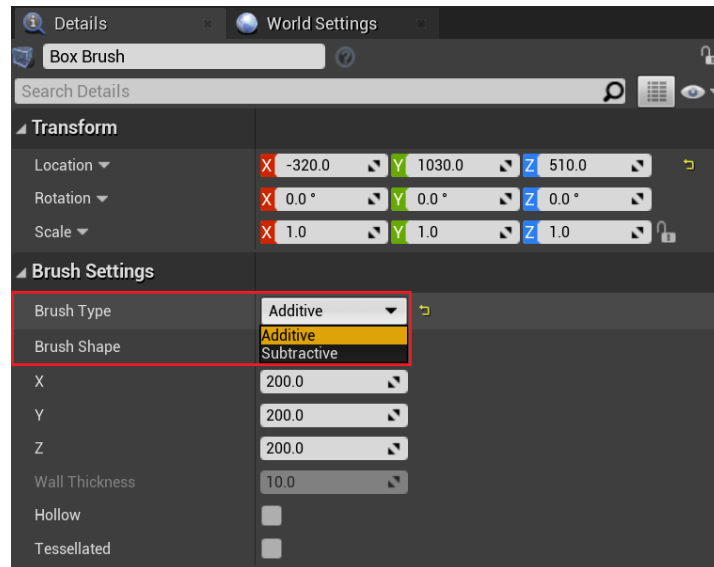 Details World Settings
Box Brush
Search Details
Transform
Location X -320.0 Y 1030.0 Z 510.0
Rotation X 0.0 ° Y 0.0 ° Z 0.0 °
Scale X 1.0 Y 1.0 Z 1.0
Brush Settings
Brush Type Additive
Additive
Brush Shape Subtractive
X 200.0
Y 200.0
Z 200.0
Wall Thickness 10.0
Hollow
Tessellated